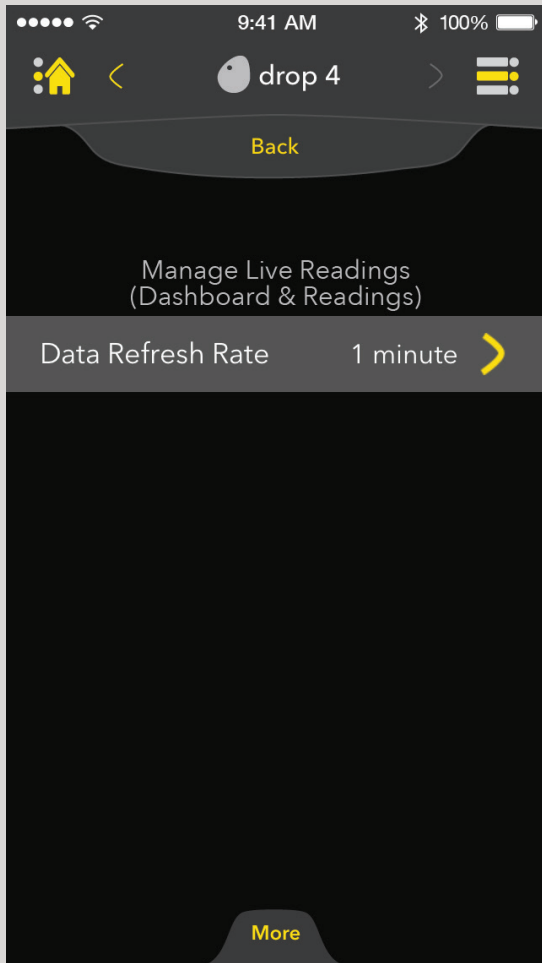 9:41 AM 100%
drop 4
Back
Manage Live Readings
(Dashboard & Readings)
Data Refresh Rate 1 minute
More